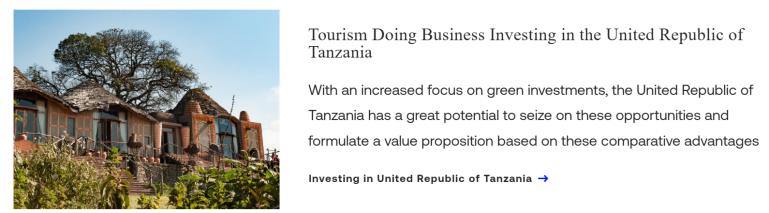 Tourism Doing Business Investing in the United Republic of
Tanzania
With an increased focus on green investments, the United Republic of
Tanzania has a great potential to seize on these opportunities and
formulate a value proposition based on these comparative advantages
Investing in United Republic of Tanzania →